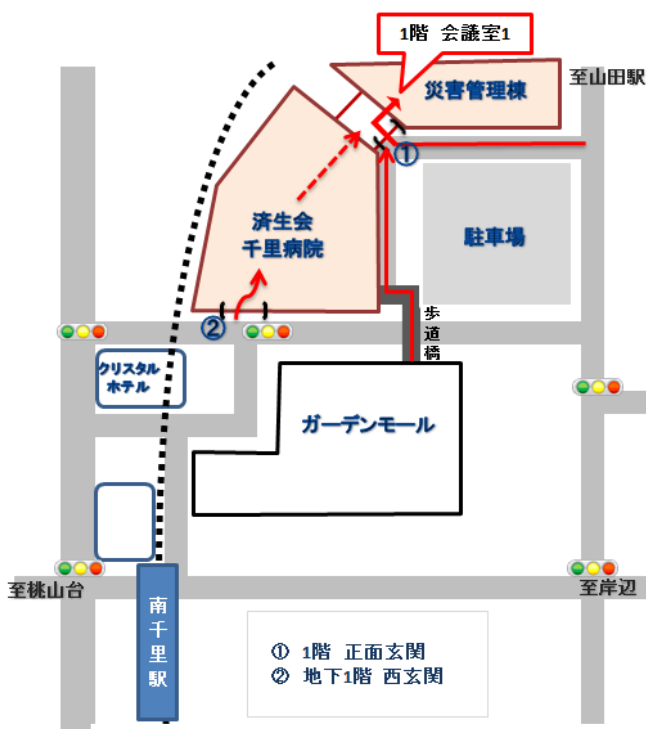 1階 会議室1
至山田駅
災害管理棟
①
済生会
千里病院
駐車場
②
歩道橋
クリスタル
ホテル
ガーデンモール
至桃山台
至岸辺
南千里駅
① 1階 正面玄関
② 地下1階 西玄関